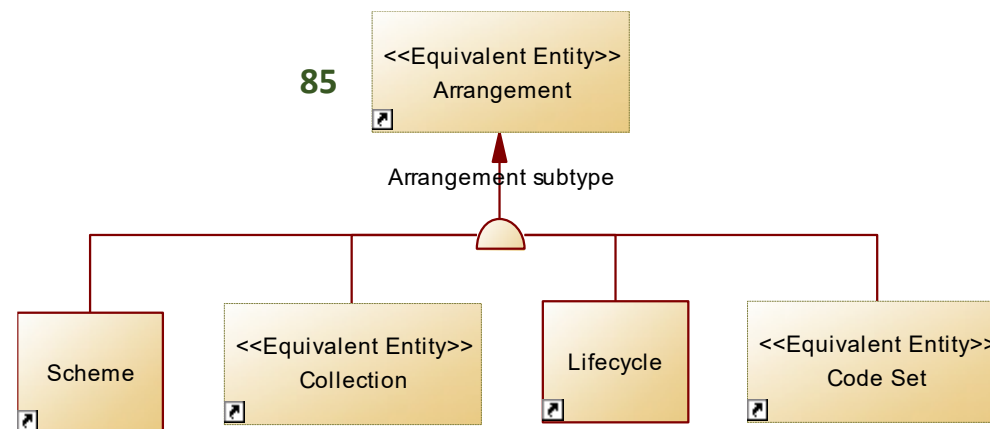 <<Equivalent Entity>>
Arrangement
85
Arrangement subtype
Scheme
<<Equivalent Entity>>
Collection
Lifecycle
<<Equivalent Entity>>
Code Set